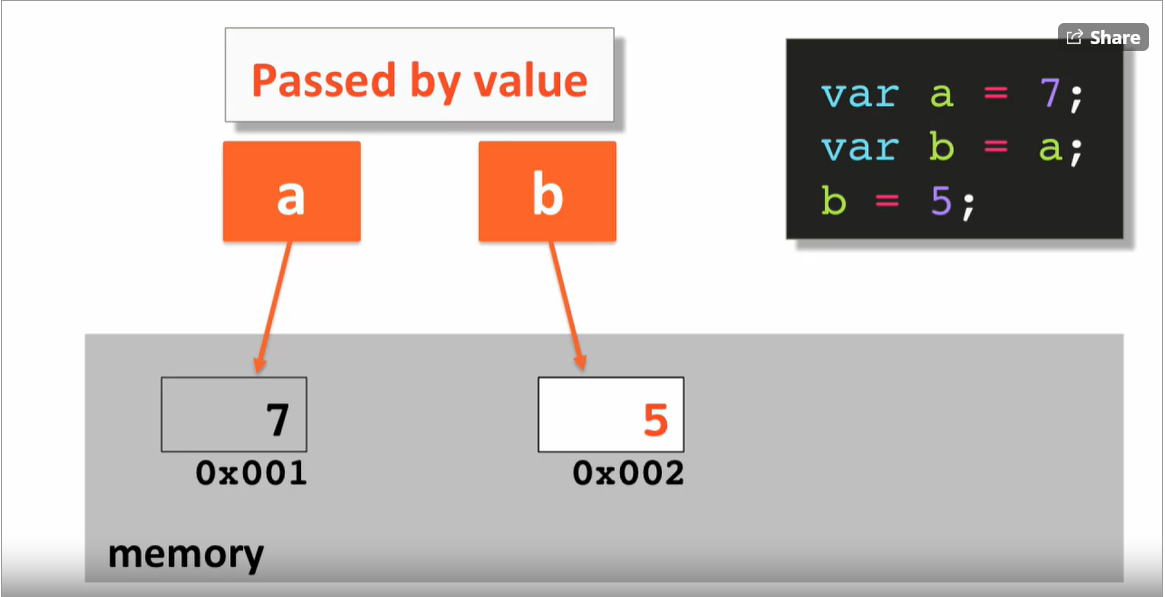 Share
Passed by value
var a = 7;
var b = a;
b = 5;
a
b
7
5
0x001
0x002
memory